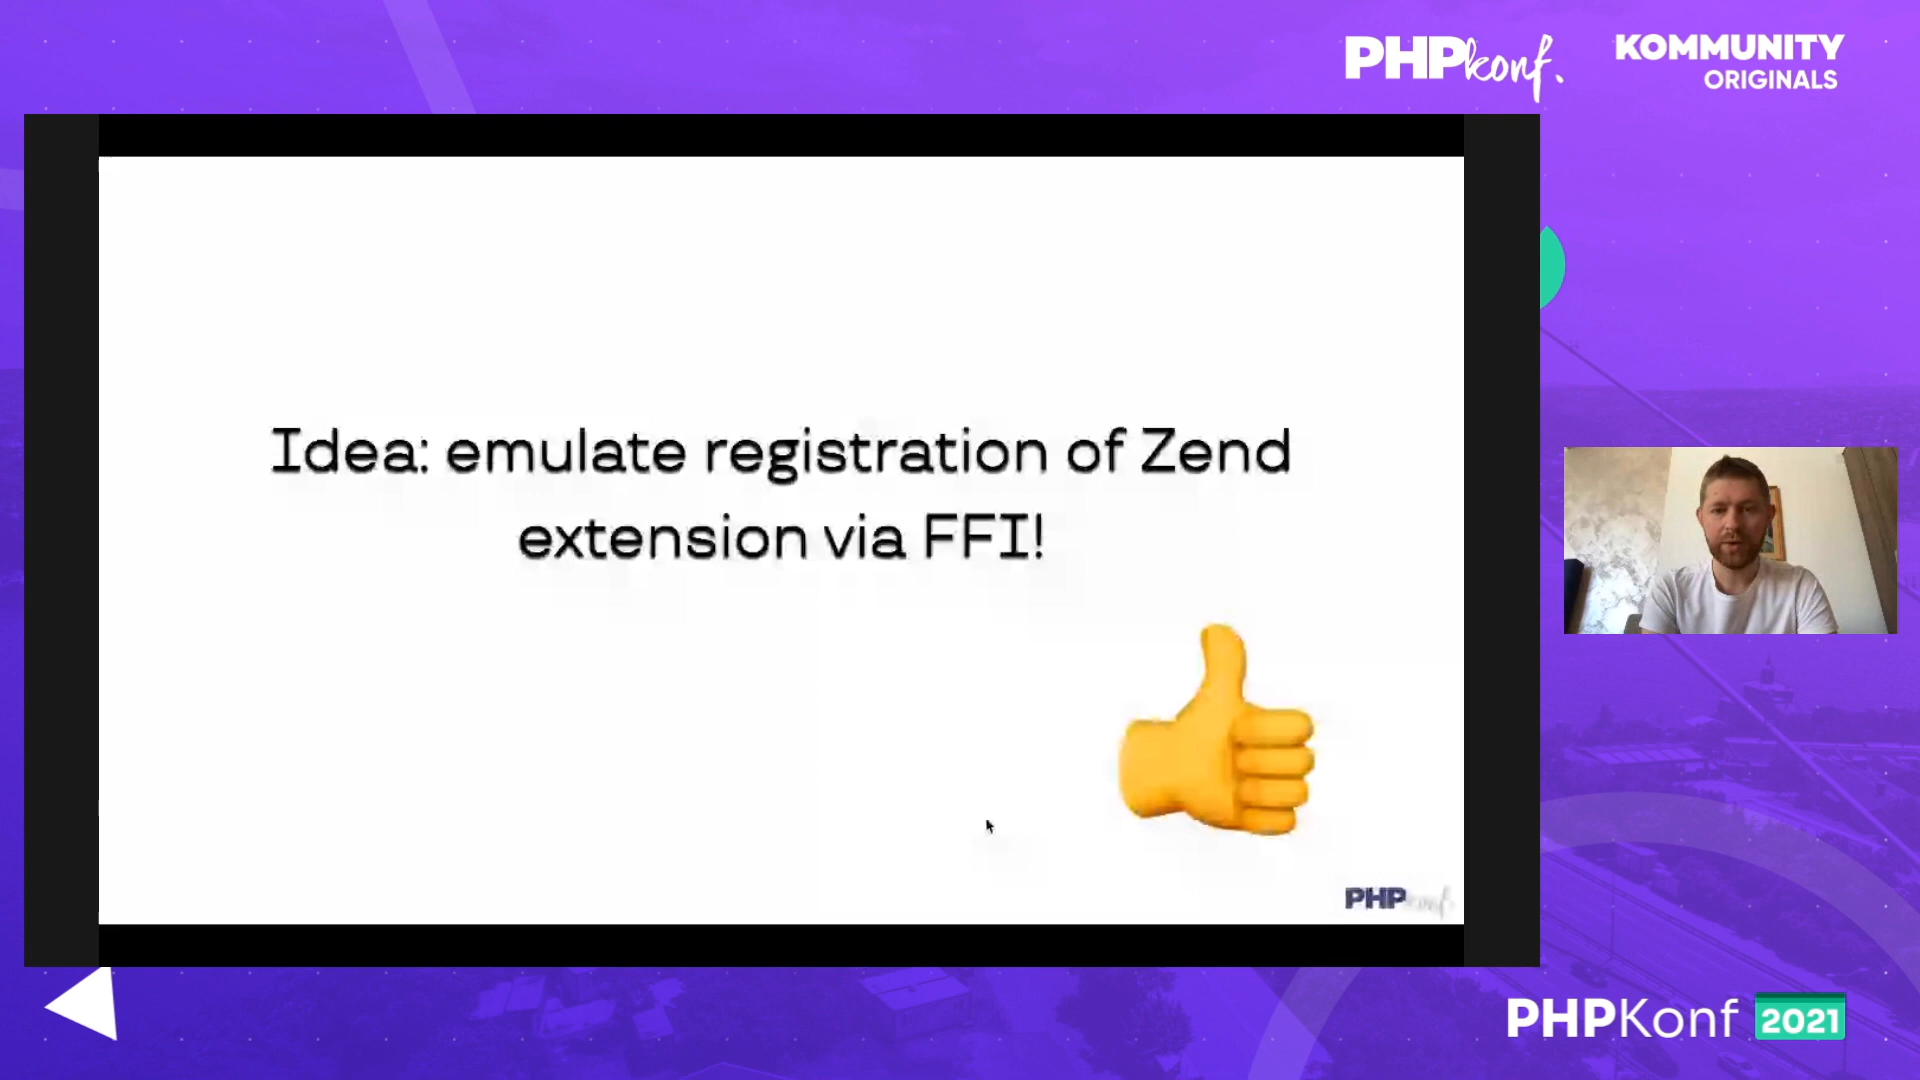 PHPkonf.
KOMMUNITY
ORIGINALS
Idea: emulate registration of Zend
extension via FFI!
PHPkonf.
PHPKonf 2021